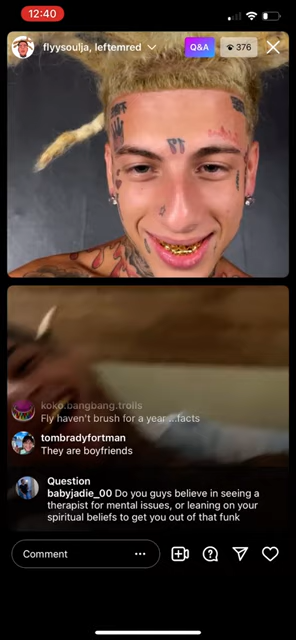 12:40
flyysoulja, leftemred
Q&A
376
koko.bangbang.trolls
Fly haven't brush for a year ...facts
tombradyfortman
They are boyfriends
Question
babyjadie_00 Do you guys believe in seeing a
therapist for mental issues, or leaning on your
spiritual beliefs to get you out of that funk
Comment